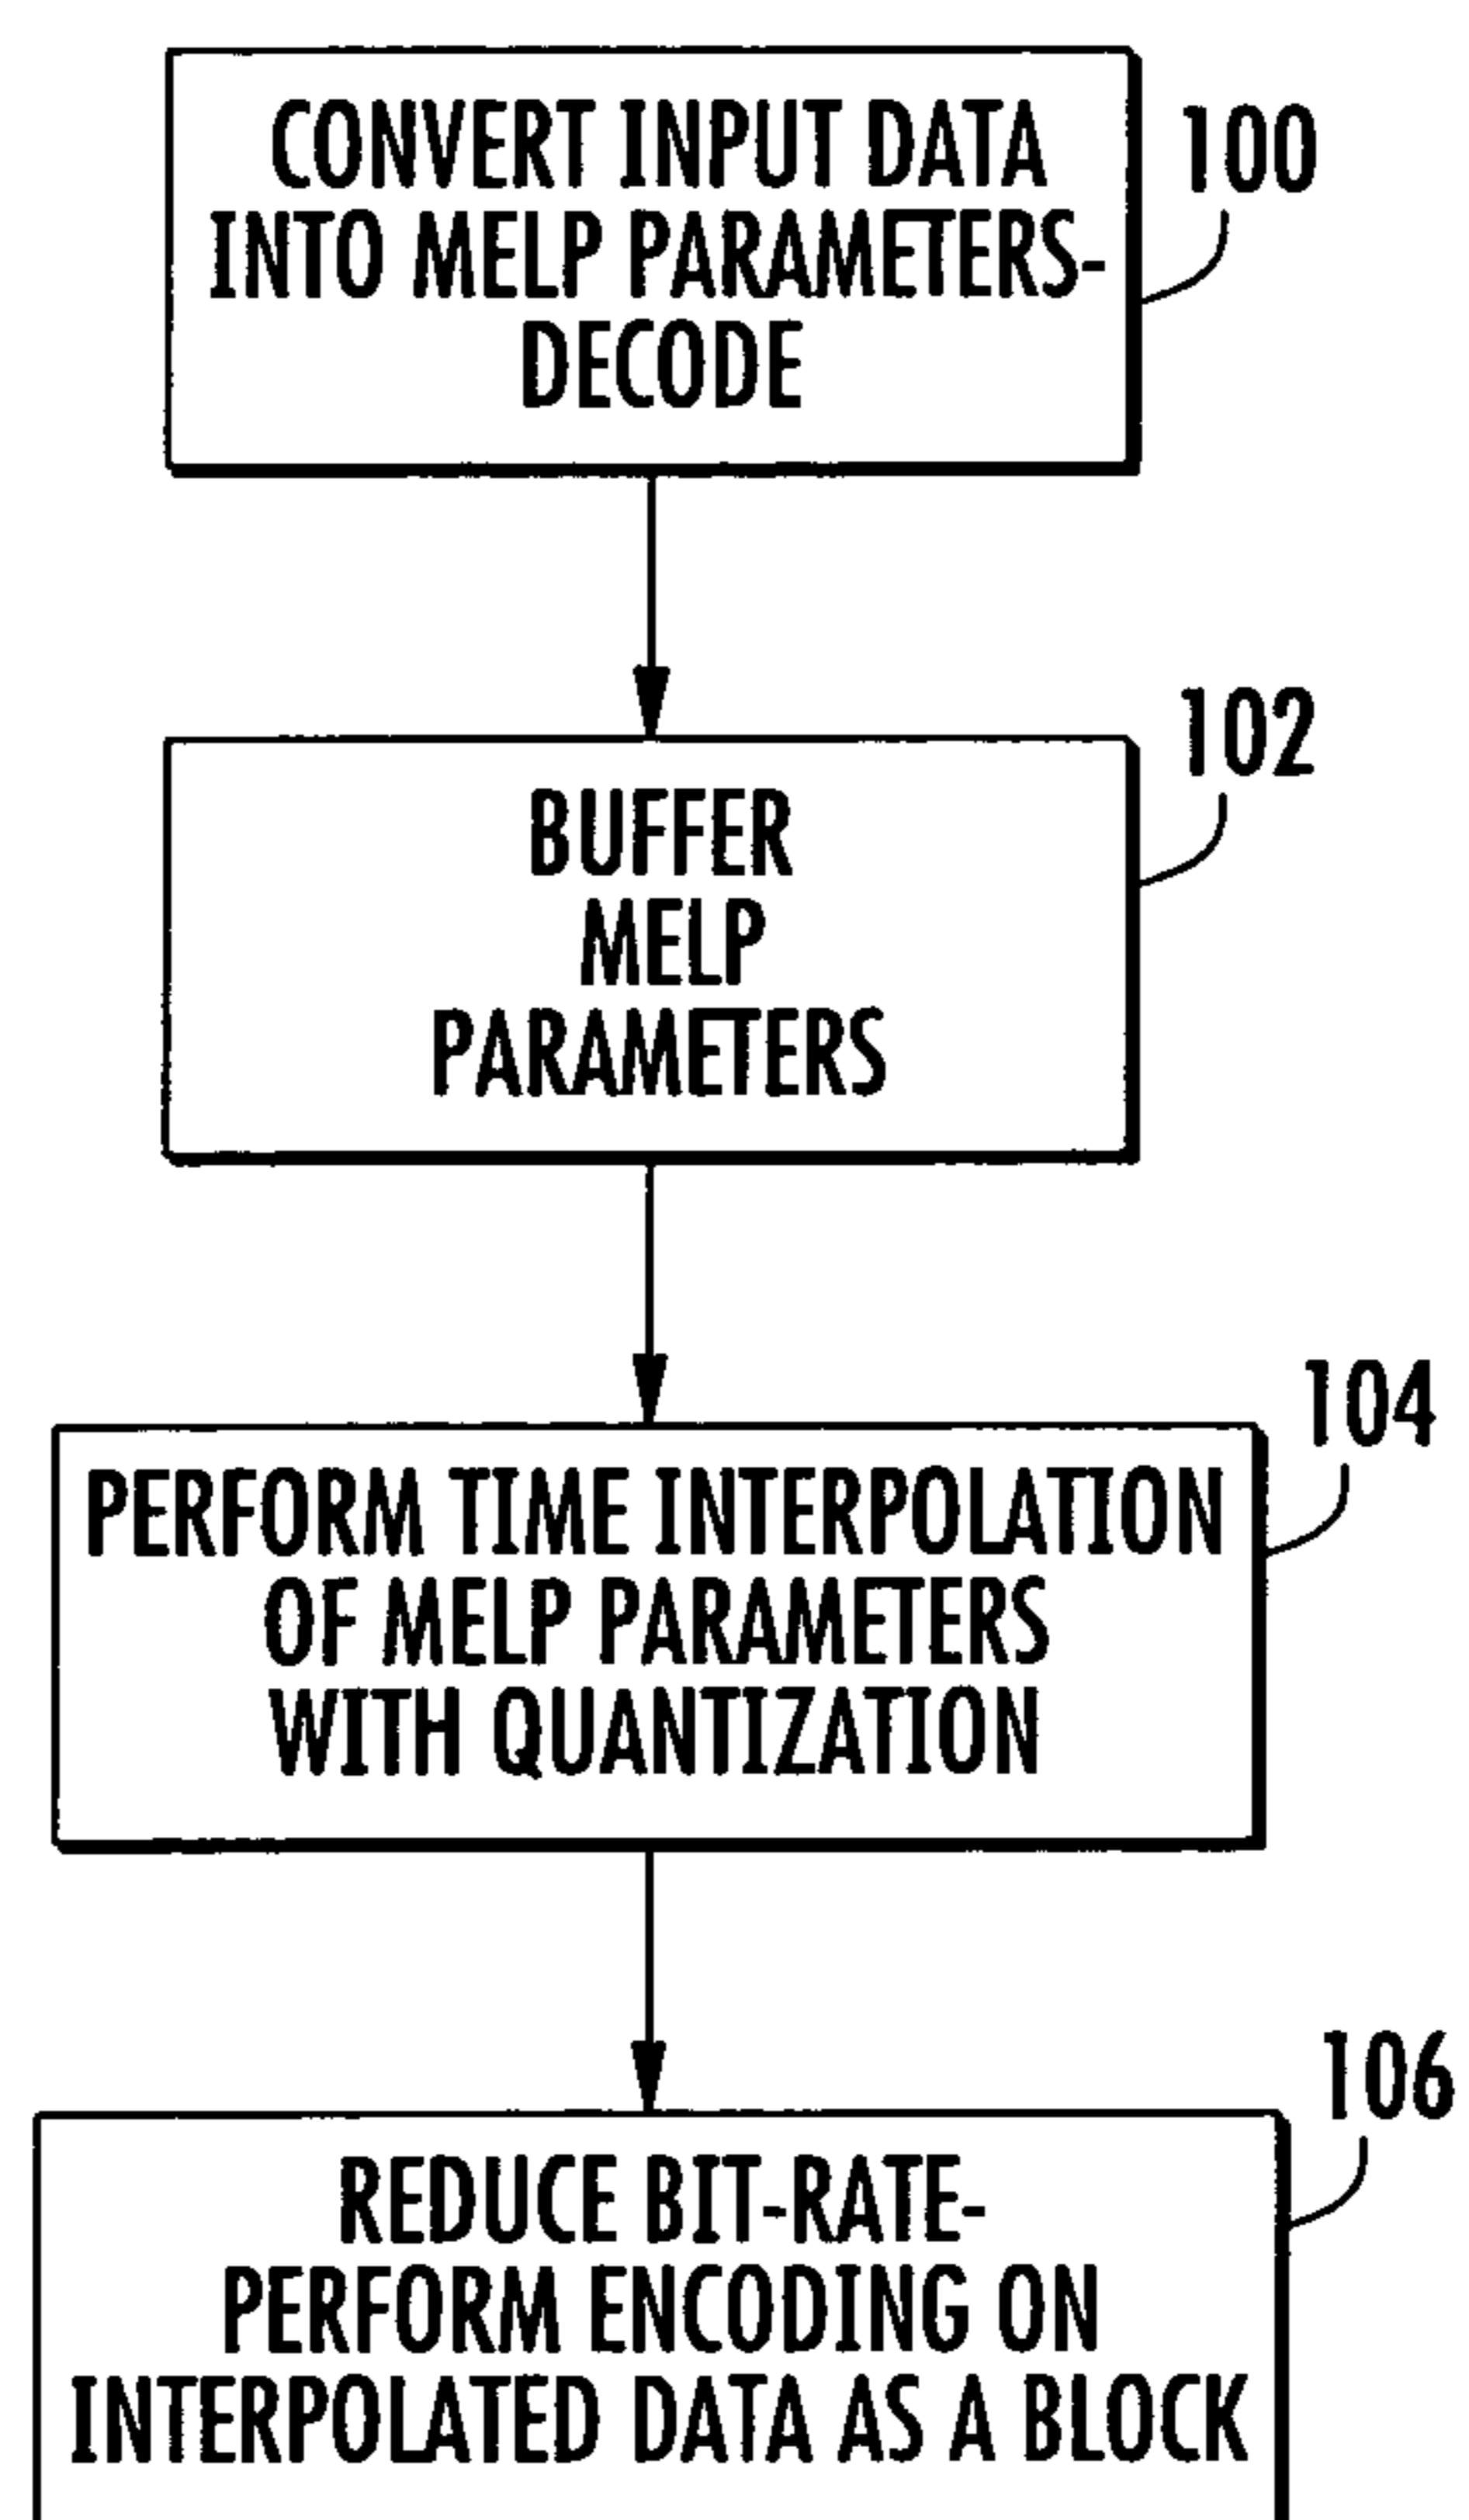 CONVERT INPUT DATA
INTO MELP PARAMETERS-
DECODE
100
BUFFER
MELP
PARAMETERS
102
PERFORM TIME INTERPOLATION
OF MELP PARAMETERS
WITH QUANTIZATION
104
REDUCE BIT-RATE-
PERFORM ENCODING ON
INTERPOLATED DATA AS A BLOCK
106